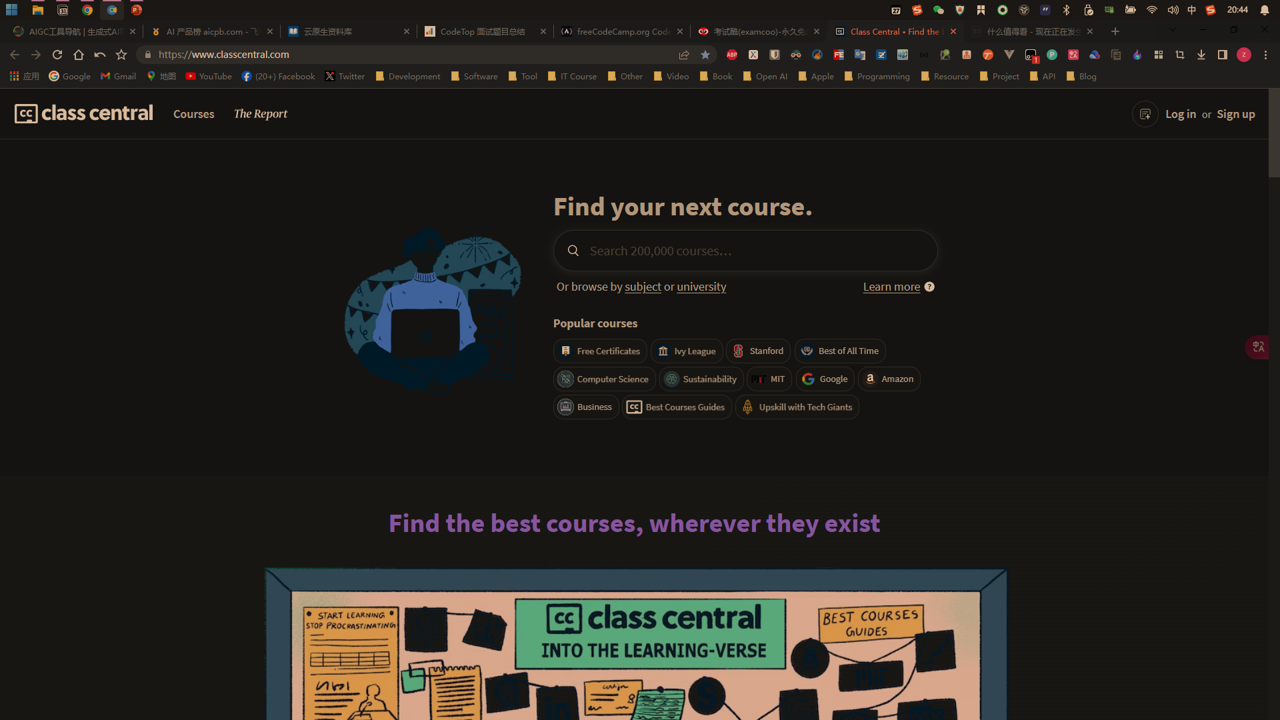 20:44
AIGC工具导航 | 生成式AI
AI 产品榜 aicpb.com - 飞
云原生资料库
CodeTop 面试题目总结
freeCodeCamp.org Code
考试酷(examcoo)-永久免
Class Central • Find the
什么值得看 - 现在正在发生
https://www.classcentral.com
应用 Google Gmail 地图 YouTube (20+) Facebook Twitter Development Software Tool IT Course Other Video Book Open AI Apple Programming Resource Project API Blog
cc class central Courses The Report Log in or Sign up
Find your next course.
Search 200,000 courses...
Or browse by subject or university Learn more ?
Popular courses
Free Certificates Ivy League Stanford Best of All Time
Computer Science Sustainability MIT Google Amazon
Business Best Courses Guides Upskill with Tech Giants
Find the best courses, wherever they exist
START LEARNING
STOP PROCRASTINATING
cc class central
INTO THE LEARNING-VERSE
BEST COURSES
GUIDES